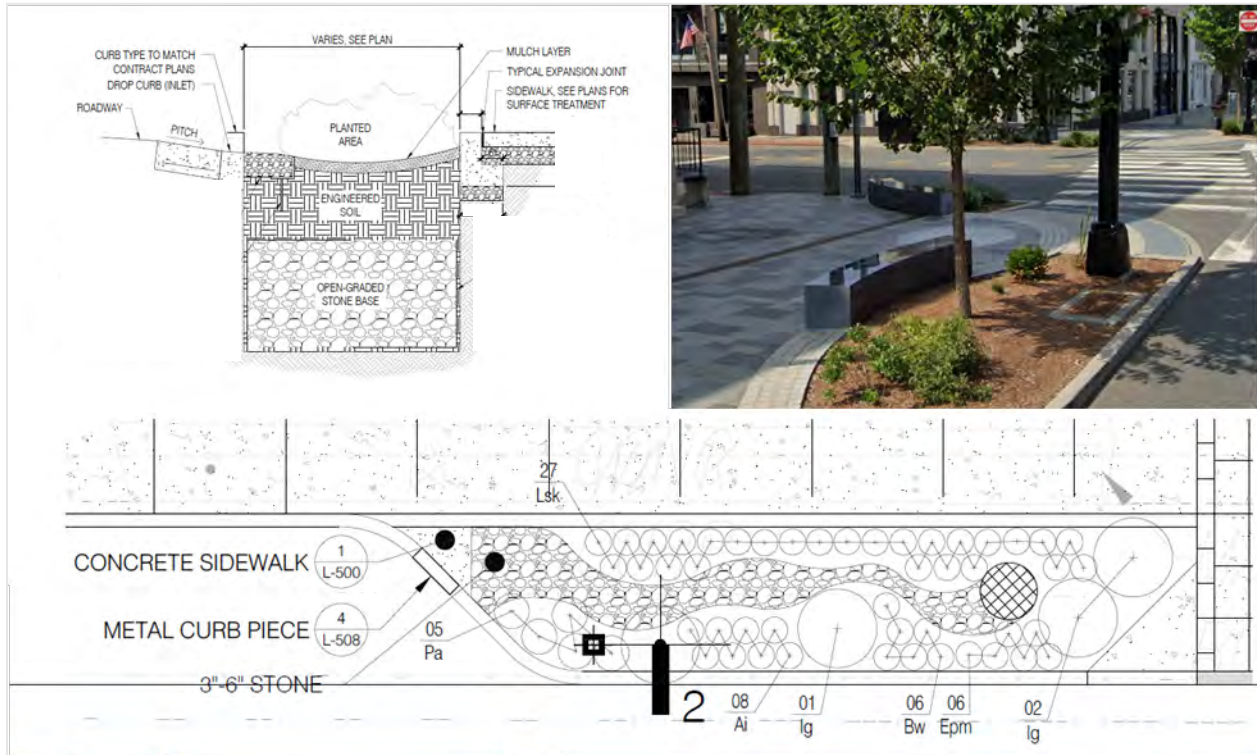 VARIES, SEE PLAN
CURB TYPE TO MATCH
CONTRACT PLANS
DROP CURB (INLET)
ROADWAY
PITCH
MULCH LAYER
TYPICAL EXPANSION JOINT
SIDEWALK, SEE PLANS FOR
SURFACE TREATMENT
PLANTED
AREA
ENGINEERED
SOIL
OPEN-GRADED
STONE BASE
27
Lsk
CONCRETE SIDEWALK
1
L-500
METAL CURB PIECE
4
L-508
3"-6" STONE
05
Pa
2
08
Ai
01
Ig
06
Bw
06
Epm
02
Ig